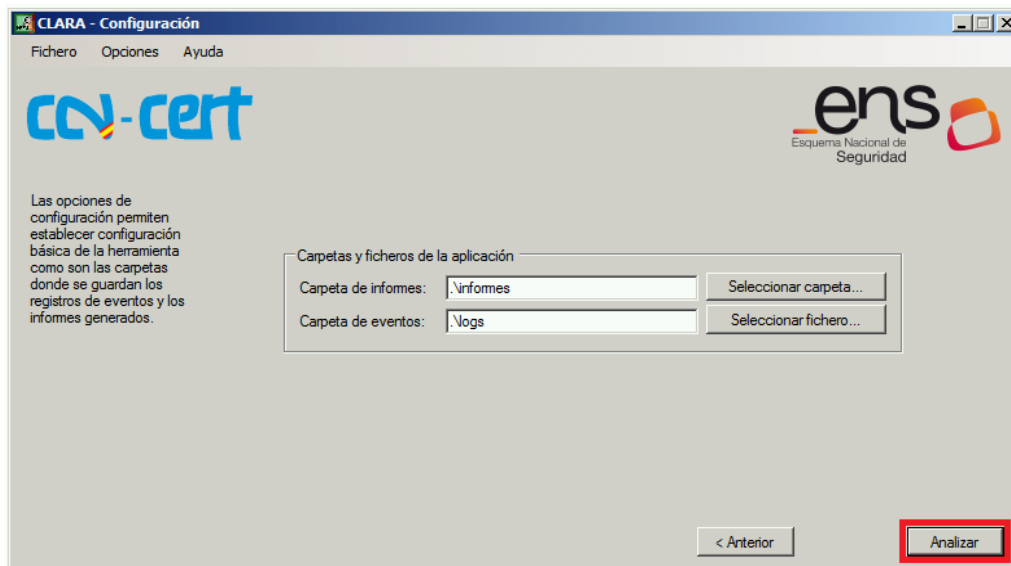 CLARA - Configuración
Fichero Opciones Ayuda
ccn-cert
ens
Esquema Nacional de
Seguridad
Las opciones de
configuración permiten
establecer configuración
básica de la herramienta
como son las carpetas
donde se guardan los
registros de eventos y los
informes generados.
Carpetas y ficheros de la aplicación
Carpeta de informes: .\informes Seleccionar carpeta...
Carpeta de eventos: .\logs Seleccionar fichero...
< Anterior Analizar